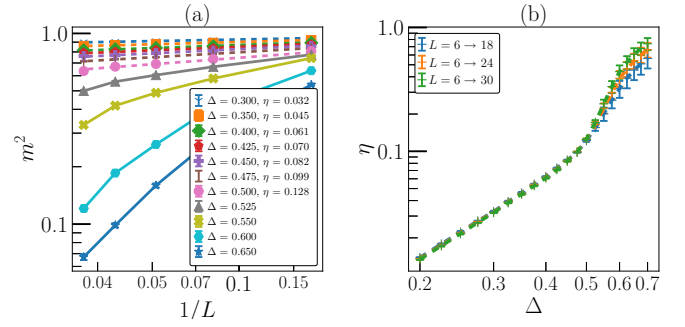 (a)
1.0
0.1
m²
0.04
0.05
0.07
0.1
0.15
1/L
Δ = 0.300, η = 0.032
Δ = 0.350, η = 0.045
Δ = 0.400, η = 0.061
Δ = 0.425, η = 0.070
Δ = 0.450, η = 0.082
Δ = 0.475, η = 0.099
Δ = 0.500, η = 0.128
Δ = 0.525
Δ = 0.550
Δ = 0.600
Δ = 0.650
(b)
η
0.1
0.1
L = 6 → 18
L = 6 → 24
L = 6 → 30
0.2
0.3
0.4
0.5
0.6
0.7
Δ